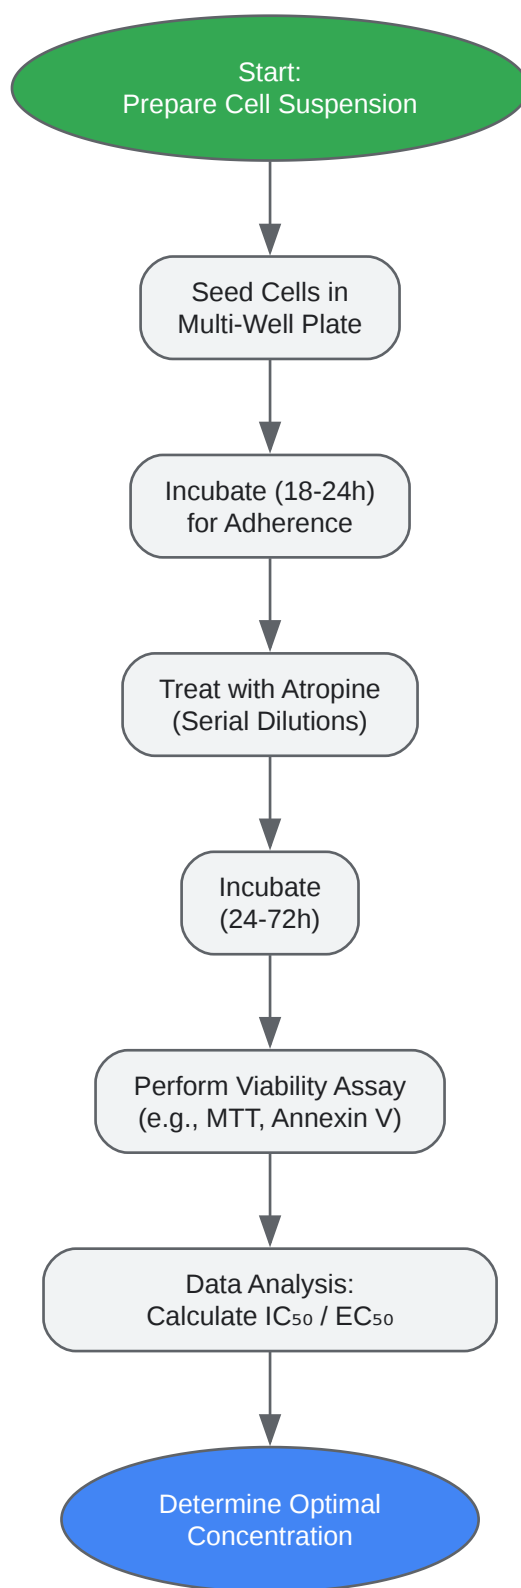 Start:
Prepare Cell Suspension
Seed Cells in
Multi-Well Plate
Incubate (18-24h)
for Adherence
Treat with Atropine
(Serial Dilutions)
Incubate
(24-72h)
Perform Viability Assay
(e.g., MTT, Annexin V)
Data Analysis:
Calculate IC₅₀ / EC₅₀
Determine Optimal
Concentration